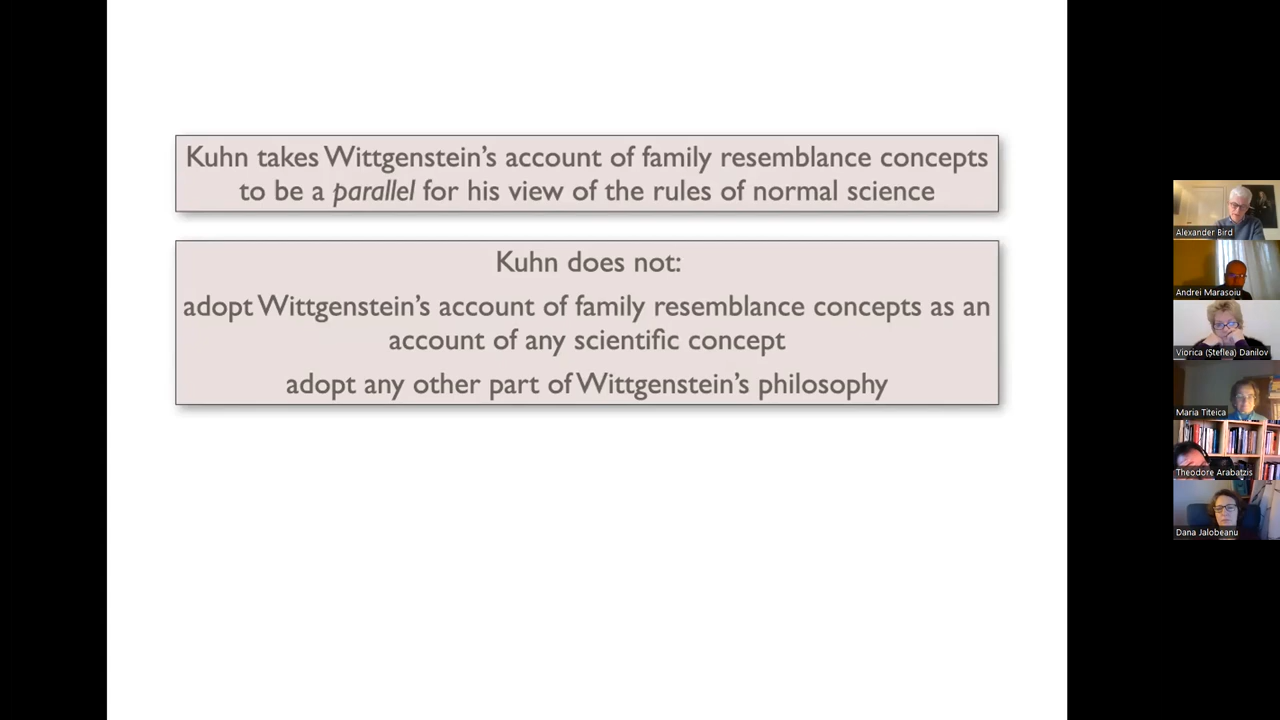 Kuhn takes Wittgenstein's account of family resemblance concepts
to be a parallel for his view of the rules of normal science
Kuhn does not:
adopt Wittgenstein's account of family resemblance concepts as an
account of any scientific concept
adopt any other part of Wittgenstein's philosophy
Alexander Bird
Andrei Marasoiu
Viorica (Șteflea) Danilov
Maria Titeica
Theodore Arabatzis
Dana Jalobeanu